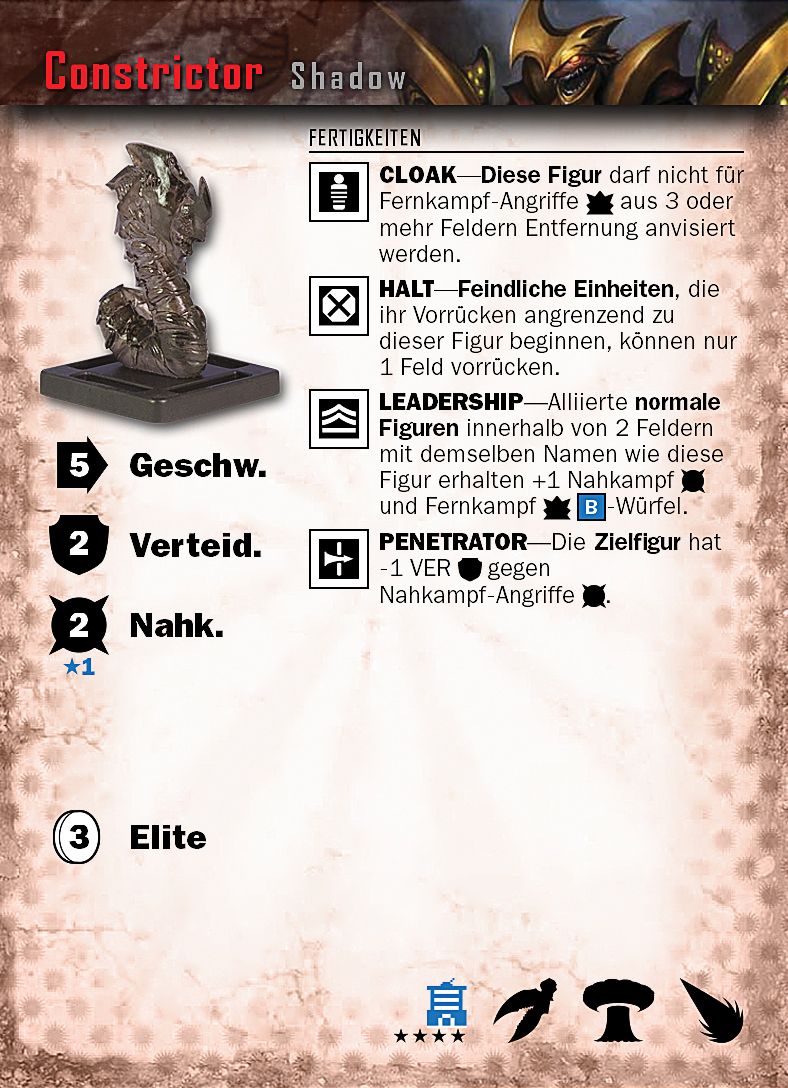 Constrictor Shadow
FERTIGKEITEN
CLOAK—Diese Figur darf nicht für
Fernkampf-Angriffe aus 3 oder
mehr Feldern Entfernung anvisiert
werden.
HALT—Feindliche Einheiten, die
ihr Vorrücken angrenzend zu
dieser Figur beginnen, können nur
1 Feld vorrücken.
LEADERSHIP—Alliierte normale
Figuren innerhalb von 2 Feldern
mit demselben Namen wie diese
Figur erhalten +1 Nahkampf
und Fernkampf B-Würfel.
PENETRATOR—Die Zielfigur hat
-1 VER gegen
Nahkampf-Angriffe.
5 Geschw.
2 Verteid.
2 Nahk.
★1
3 Elite
★★★★